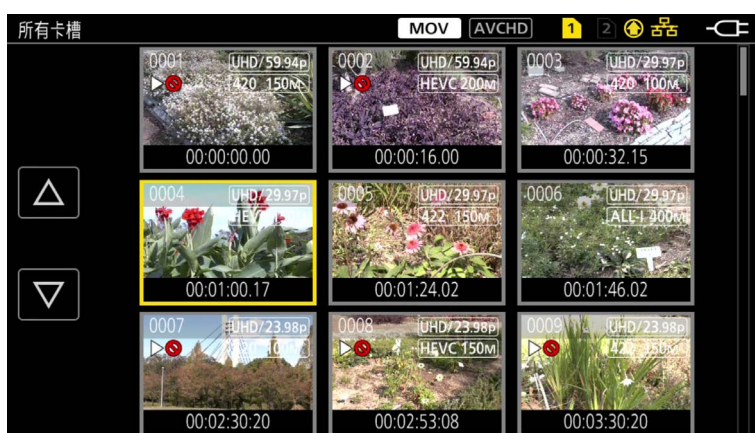 所有卡槽
MOV AVCHD 1 2
0001 UHD/59.94p
420 150M
00:00:00.00
0002 UHD/59.94p
HEVC 200M
00:00:16.00
0003 UHD/29.97p
420 100M
00:00:32.15
0004 UHD/29.97p
HEVC
00:01:00.17
0005 UHD/29.97p
422 150M
00:01:24.02
0006 UHD/29.97p
ALL-I 400M
00:01:46.02
0007 UHD/23.98p
00:02:30:20
0008 UHD/23.98p
HEVC 150M
00:02:53:08
0009 UHD/23.98p
422 150M
00:03:30:20